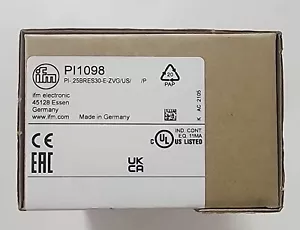 ifm
PI1098
PI-.25BRES30-E-ZVG/US/ /P
ifm electronic
45128 Essen
Germany
www.ifm.com
Made in Germany
20
PAP
K AC 2105
CE
UL
IND. CONT.
EQ. 11MA
C US LISTED
EAC
UK
CA